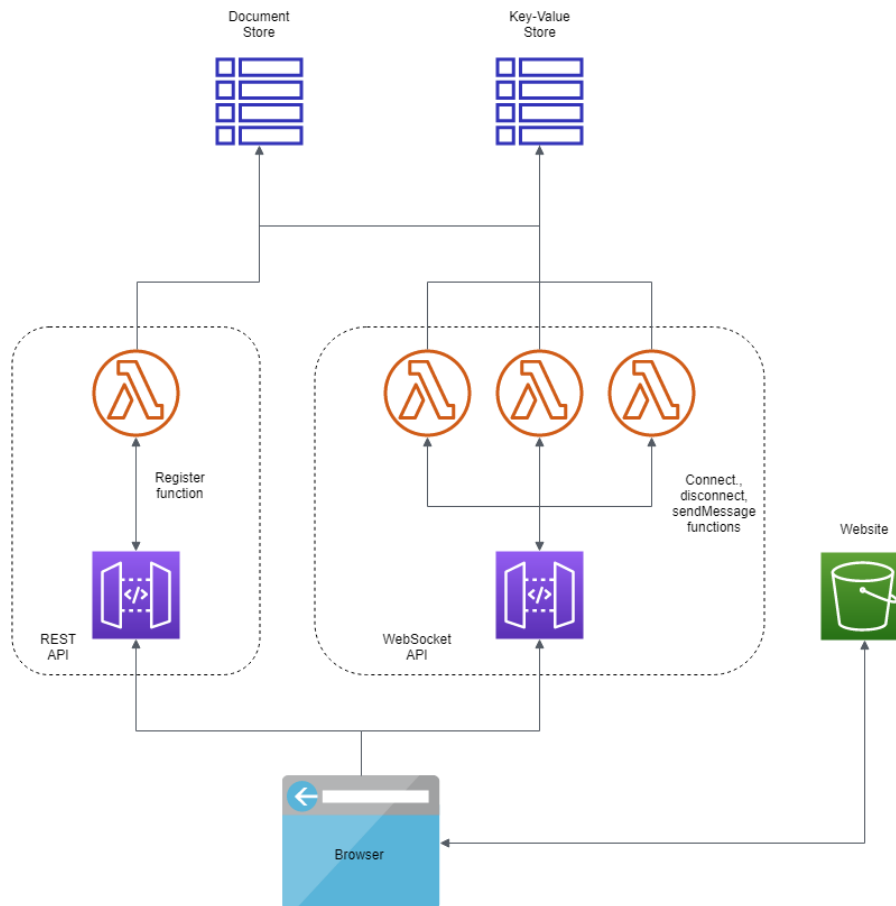 Document
Store
Key-Value
Store
Register
function
Connect.,
disconnect,
sendMessage
functions
Website
</>
REST
API
</>
WebSocket
API
Browser